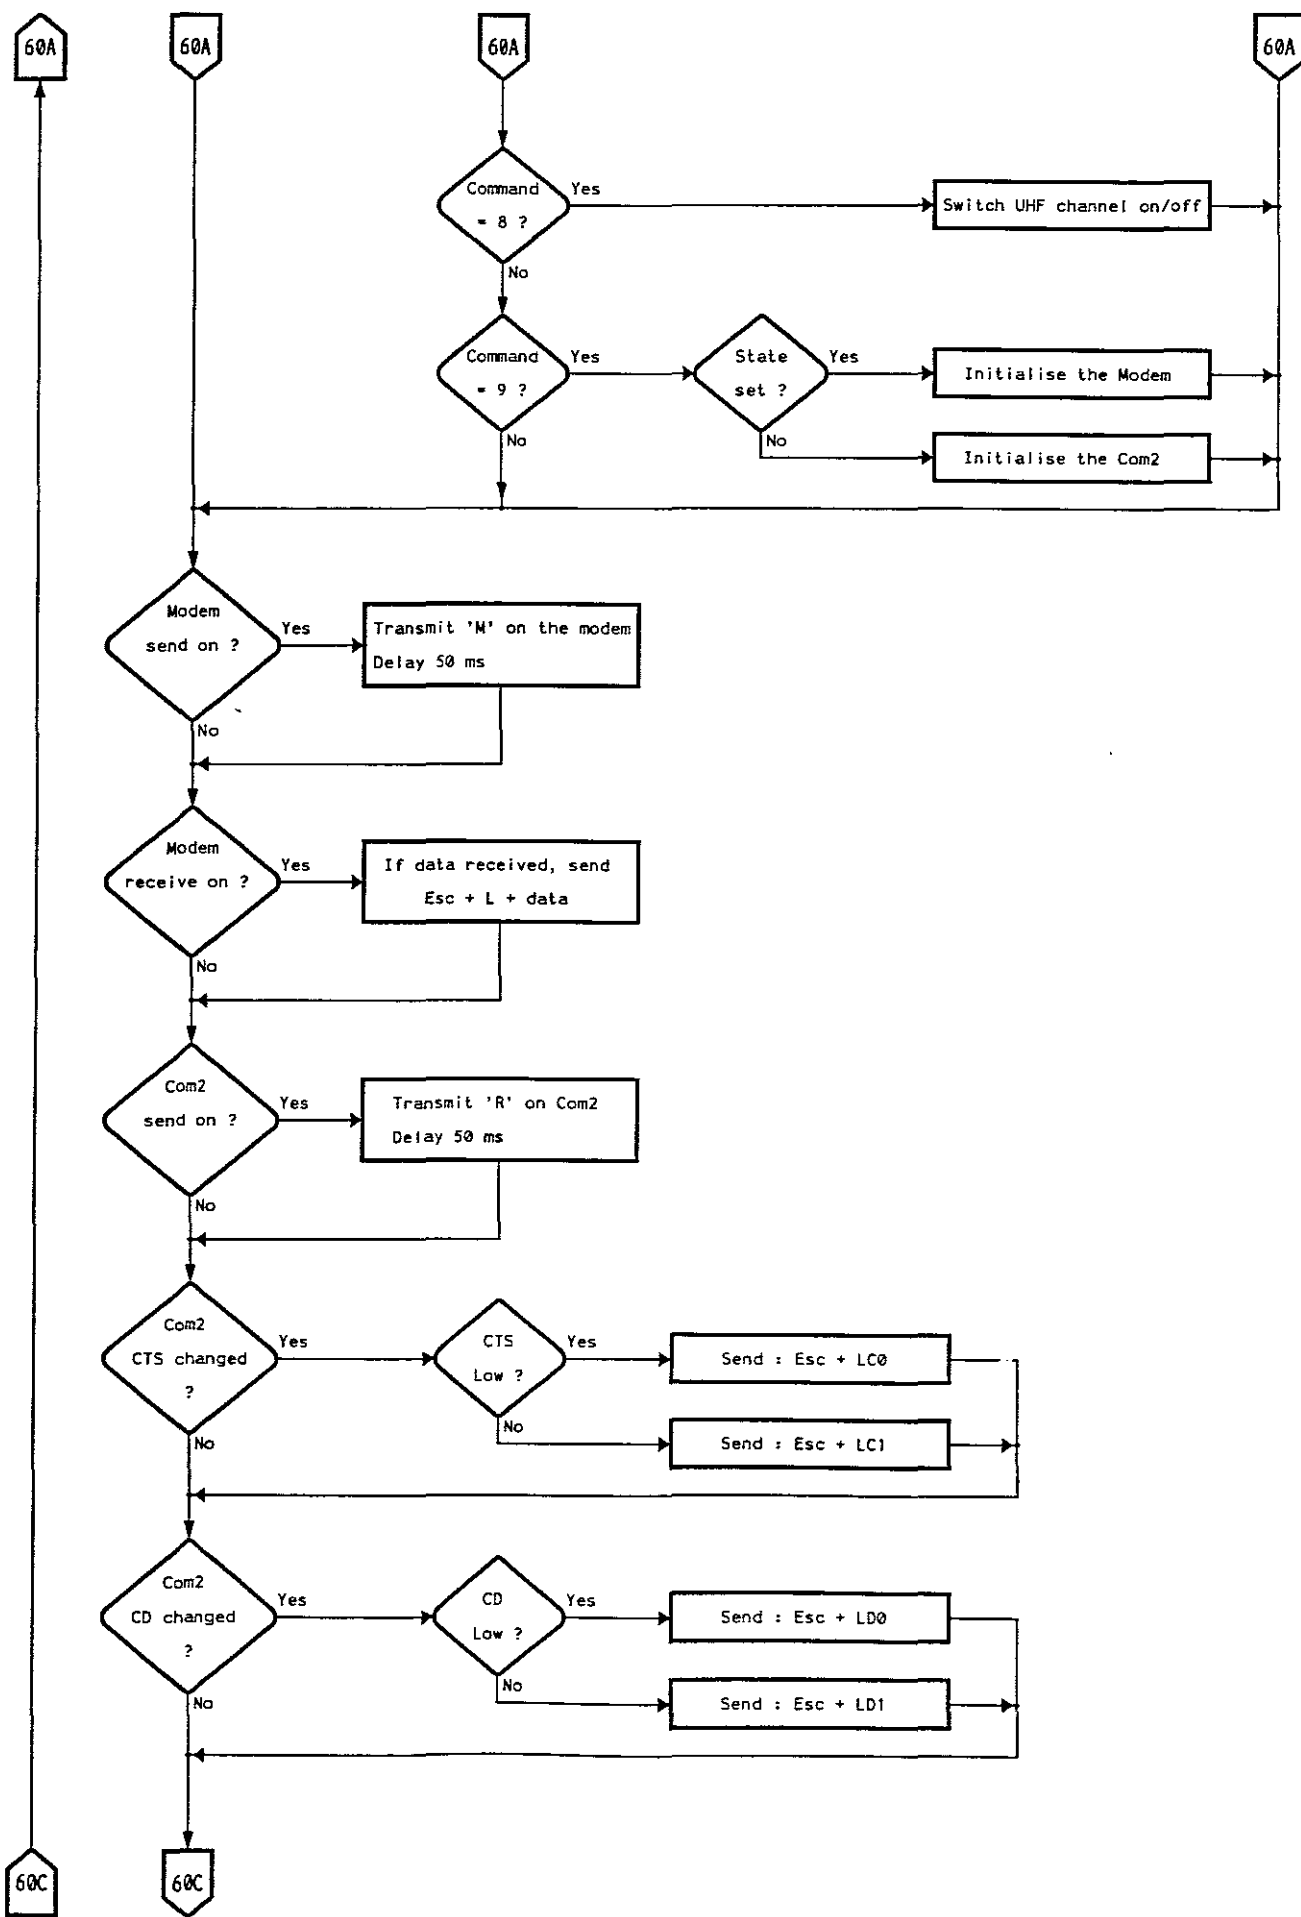 60A
60A
60A
60A
Command
= 8 ?
Yes
Switch UHF channel on/off
No
Command
= 9 ?
Yes
State
set ?
Yes
Initialise the Modem
No
No
Initialise the Com2
Modem
send on ?
Yes
Transmit 'M' on the modem
Delay 50 ms
No
Modem
receive on ?
Yes
If data received, send
Esc + L + data
No
Com2
send on ?
Yes
Transmit 'R' on Com2
Delay 50 ms
No
Com2
CTS changed
?
Yes
CTS
Low ?
Yes
Send : Esc + LC0
No
Send : Esc + LC1
No
Com2
CD changed
?
Yes
CD
Low ?
Yes
Send : Esc + LD0
No
Send : Esc + LD1
No
60C
60C